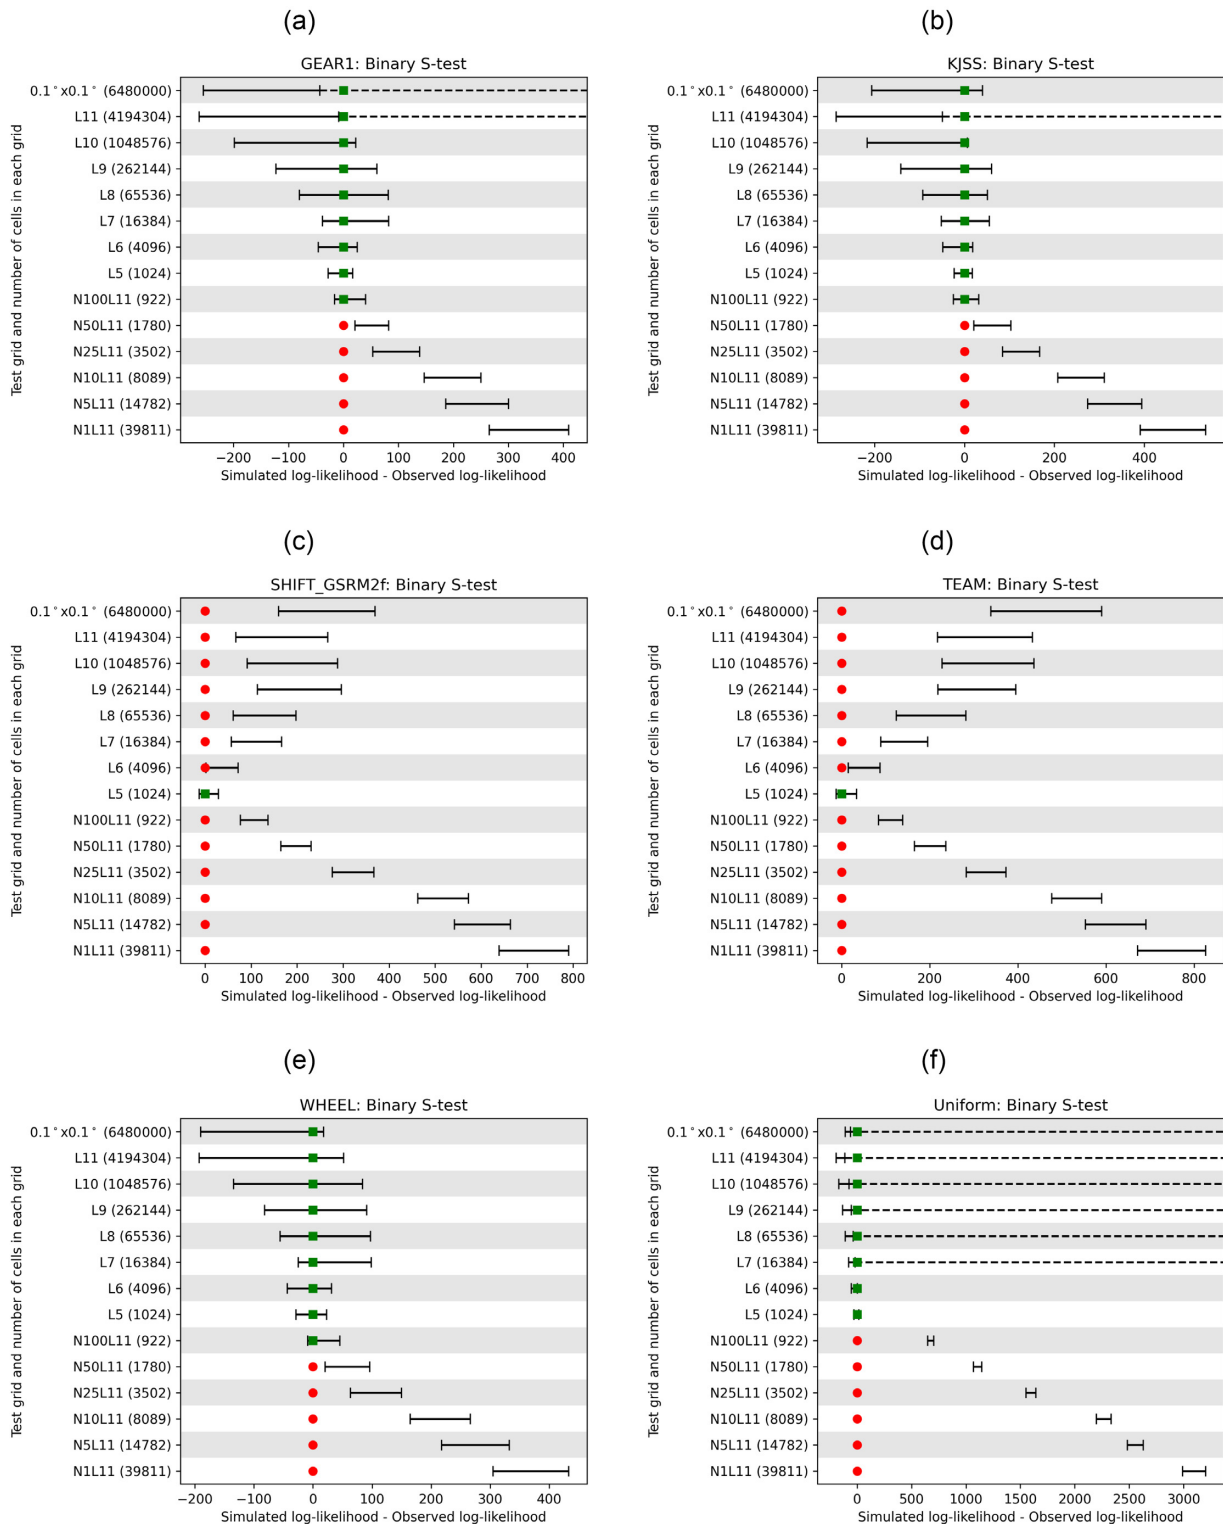 (a)
GEAR1: Binary S-test
Test grid and number of cells in each grid
0.1°x0.1° (6480000)
L11 (4194304)
L10 (1048576)
L9 (262144)
L8 (65536)
L7 (16384)
L6 (4096)
L5 (1024)
N100L11 (922)
N50L11 (1780)
N25L11 (3502)
N10L11 (8089)
N5L11 (14782)
N1L11 (39811)
−200 −100 0 100 200 300 400
Simulated log-likelihood - Observed log-likelihood
(b)
KJSS: Binary S-test
Test grid and number of cells in each grid
0.1°x0.1° (6480000)
L11 (4194304)
L10 (1048576)
L9 (262144)
L8 (65536)
L7 (16384)
L6 (4096)
L5 (1024)
N100L11 (922)
N50L11 (1780)
N25L11 (3502)
N10L11 (8089)
N5L11 (14782)
N1L11 (39811)
−200 0 200 400
Simulated log-likelihood - Observed log-likelihood
(c)
SHIFT_GSRM2f: Binary S-test
Test grid and number of cells in each grid
0.1°x0.1° (6480000)
L11 (4194304)
L10 (1048576)
L9 (262144)
L8 (65536)
L7 (16384)
L6 (4096)
L5 (1024)
N100L11 (922)
N50L11 (1780)
N25L11 (3502)
N10L11 (8089)
N5L11 (14782)
N1L11 (39811)
0 100 200 300 400 500 600 700 800
Simulated log-likelihood - Observed log-likelihood
(d)
TEAM: Binary S-test
Test grid and number of cells in each grid
0.1°x0.1° (6480000)
L11 (4194304)
L10 (1048576)
L9 (262144)
L8 (65536)
L7 (16384)
L6 (4096)
L5 (1024)
N100L11 (922)
N50L11 (1780)
N25L11 (3502)
N10L11 (8089)
N5L11 (14782)
N1L11 (39811)
0 200 400 600 800
Simulated log-likelihood - Observed log-likelihood
(e)
WHEEL: Binary S-test
Test grid and number of cells in each grid
0.1°x0.1° (6480000)
L11 (4194304)
L10 (1048576)
L9 (262144)
L8 (65536)
L7 (16384)
L6 (4096)
L5 (1024)
N100L11 (922)
N50L11 (1780)
N25L11 (3502)
N10L11 (8089)
N5L11 (14782)
N1L11 (39811)
−200 −100 0 100 200 300 400
Simulated log-likelihood - Observed log-likelihood
(f)
Uniform: Binary S-test
Test grid and number of cells in each grid
0.1°x0.1° (6480000)
L11 (4194304)
L10 (1048576)
L9 (262144)
L8 (65536)
L7 (16384)
L6 (4096)
L5 (1024)
N100L11 (922)
N50L11 (1780)
N25L11 (3502)
N10L11 (8089)
N5L11 (14782)
N1L11 (39811)
0 500 1000 1500 2000 2500 3000
Simulated log-likelihood - Observed log-likelihood